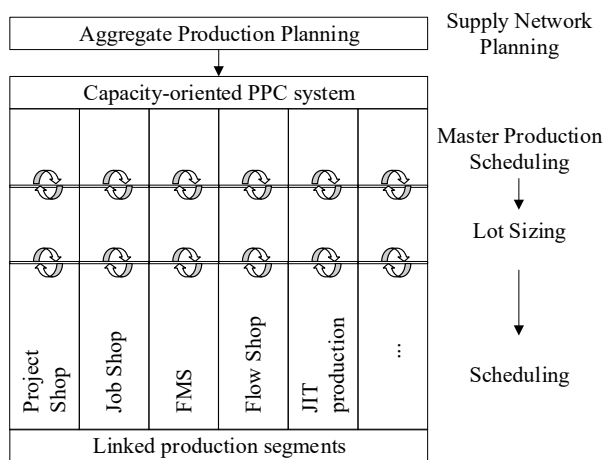 Aggregate Production Planning
Supply Network
Planning
Capacity-oriented PPC system
Master Production
Scheduling
Lot Sizing
Scheduling
Project
Shop
Job Shop
FMS
Flow Shop
JIT
production
...
Linked production segments